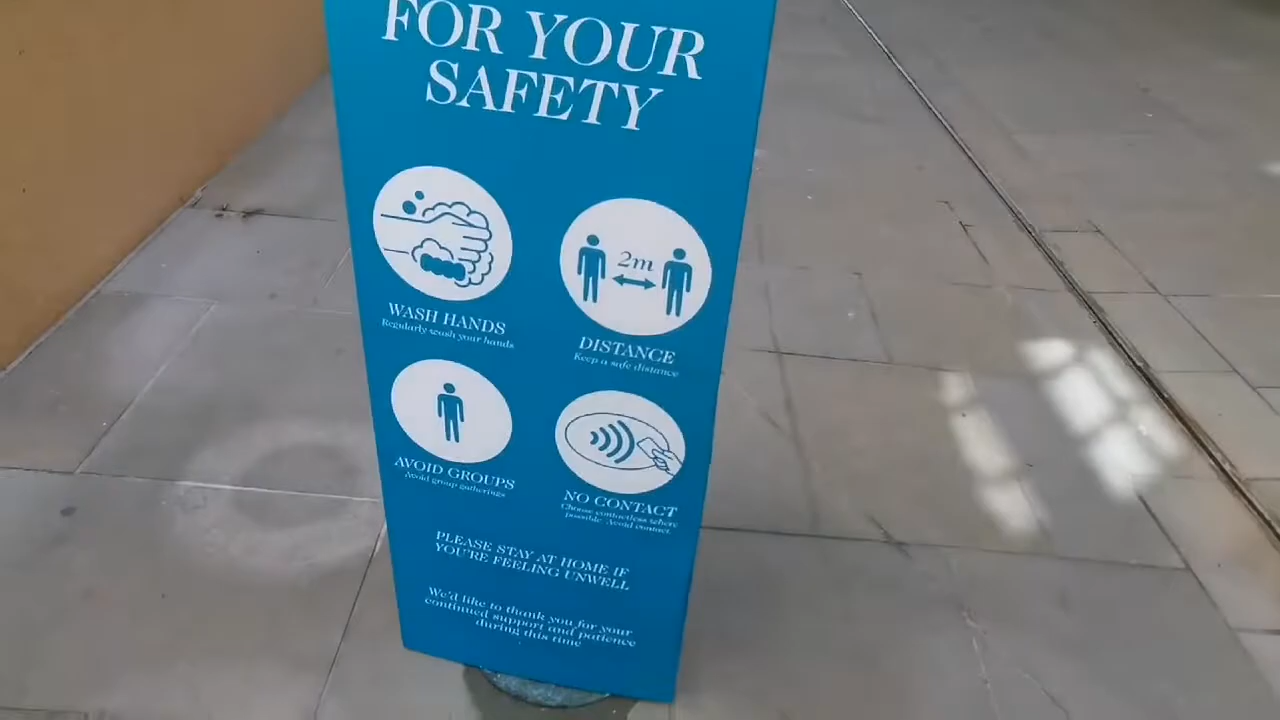 FOR YOUR
SAFETY
WASH HANDS
Regularly wash your hands
2m
DISTANCE
Keep a safe distance
AVOID GROUPS
Avoid group gatherings
NO CONTACT
Choose contactless where
possible. Avoid contact.
PLEASE STAY AT HOME IF
YOU'RE FEELING UNWELL
We'd like to thank you for your
continued support and patience
during this time